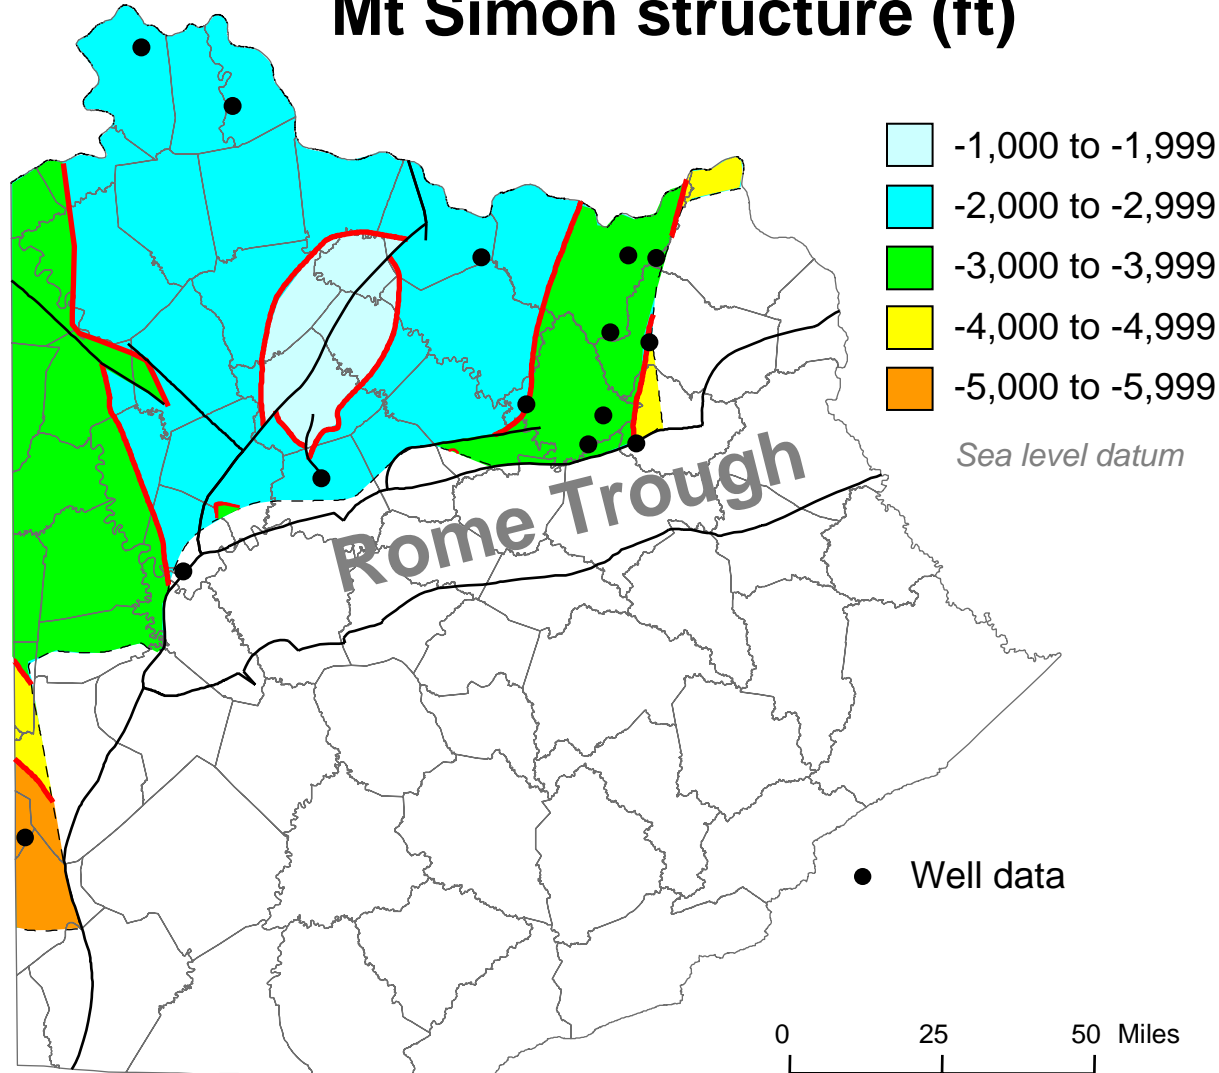 Mt Simon structure (ft)
-1,000 to -1,999
-2,000 to -2,999
-3,000 to -3,999
-4,000 to -4,999
-5,000 to -5,999
Sea level datum
Rome Trough
Well data
0 25 50 Miles